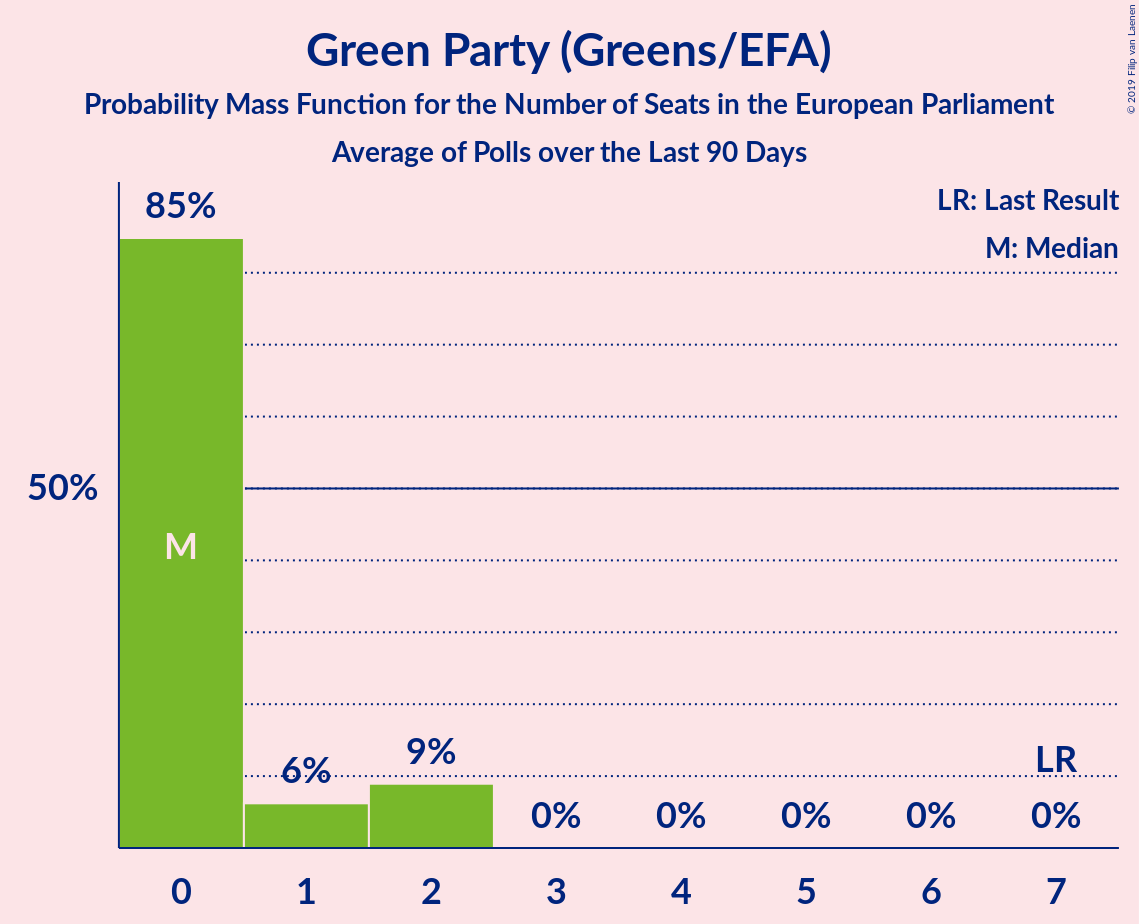 Green Party (Greens/EFA)
Probability Mass Function for the Number of Seats in the European Parliament
Average of Polls over the Last 90 Days
© 2019 Filip van Laenen
LR: Last Result
M: Median
85%
50%
M
6%
9%
0%
0%
0%
0%
LR
0%
0 1 2 3 4 5 6 7